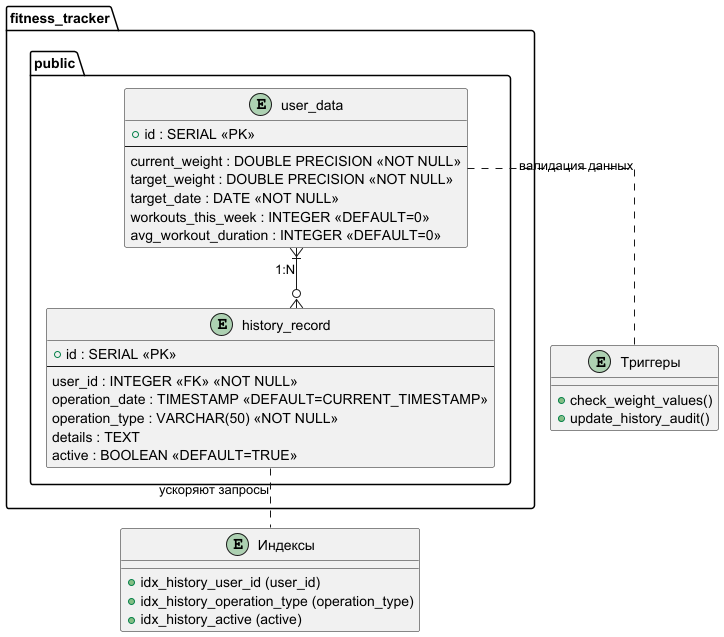 fitness_tracker
public
E user_data
id : SERIAL «PK»
current_weight : DOUBLE PRECISION «NOT NULL»
target_weight : DOUBLE PRECISION «NOT NULL»
target_date : DATE «NOT NULL»
workouts_this_week : INTEGER «DEFAULT=0»
avg_workout_duration : INTEGER «DEFAULT=0»
валидация данных
1:N
E history_record
id : SERIAL «PK»
user_id : INTEGER «FK» «NOT NULL»
operation_date : TIMESTAMP «DEFAULT=CURRENT_TIMESTAMP»
operation_type : VARCHAR(50) «NOT NULL»
details : TEXT
active : BOOLEAN «DEFAULT=TRUE»
E Триггеры
check_weight_values()
update_history_audit()
ускоряют запросы
E Индексы
idx_history_user_id (user_id)
idx_history_operation_type (operation_type)
idx_history_active (active)